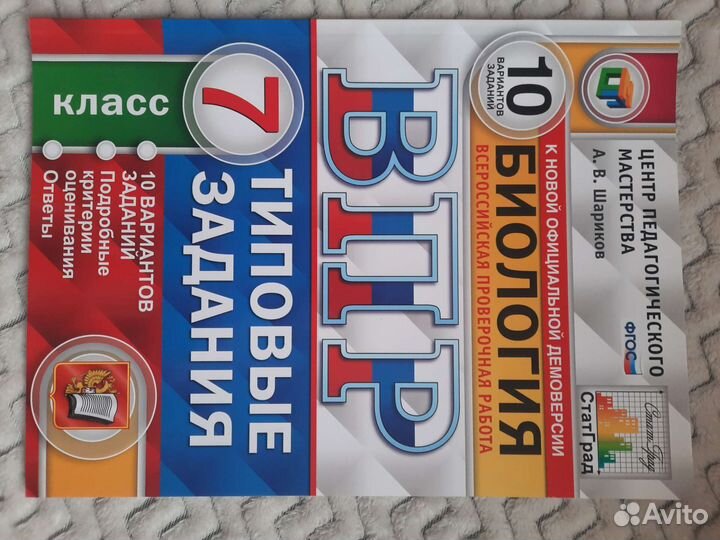 ЦЕНТР ПЕДАГОГИЧЕСКОГО
МАСТЕРСТВА
А. В. Шариков
ФГОС
СтатГрад
СтатГрад
К НОВОЙ ОФИЦИАЛЬНОЙ ДЕМОВЕРСИИ
10
ВАРИАНТОВ
ЗАДАНИЙ
БИОЛОГИЯ
ВСЕРОССИЙСКАЯ ПРОВЕРОЧНАЯ РАБОТА
ВПР
7
КЛАСС
ТИПОВЫЕ
ЗАДАНИЯ
10 ВАРИАНТОВ
ЗАДАНИЙ
Подробные
критерии
оценивания
Ответы
Avito